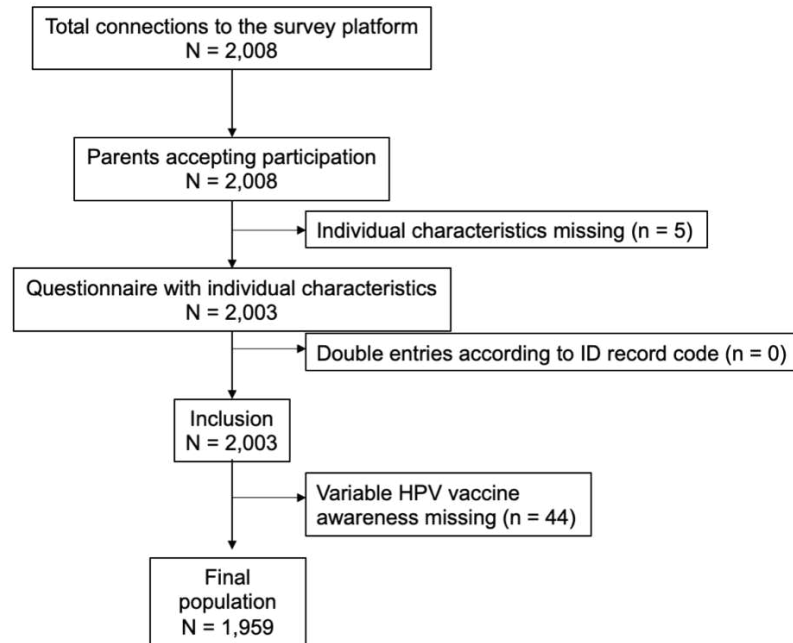 Total connections to the survey platform
N = 2,008
Parents accepting participation
N = 2,008
Individual characteristics missing (n = 5)
Questionnaire with individual characteristics
N = 2,003
Double entries according to ID record code (n = 0)
Inclusion
N = 2,003
Variable HPV vaccine
awareness missing (n = 44)
Final
population
N = 1,959